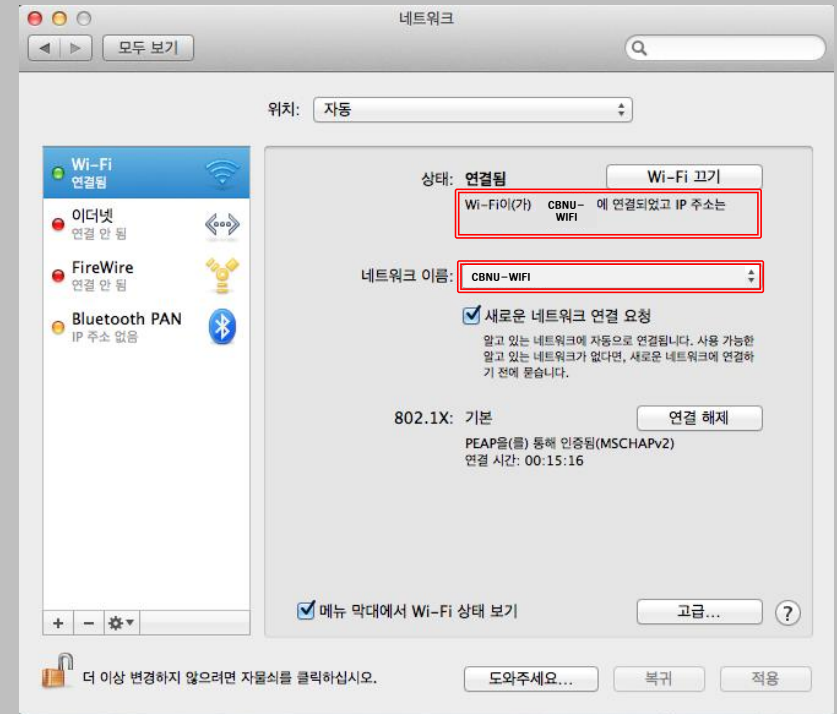 네트워크
모두 보기
위치: 자동
Wi-Fi
연결됨
이더넷
연결 안 됨
FireWire
연결 안 됨
Bluetooth PAN
IP 주소 없음
상태: 연결됨 Wi-Fi 끄기
Wi-Fi이(가) CBNU-WIFI 에 연결되었고 IP 주소는
네트워크 이름: CBNU-WIFI
새로운 네트워크 연결 요청
알고 있는 네트워크에 자동으로 연결됩니다. 사용 가능한
알고 있는 네트워크가 없다면, 새로운 네트워크에 연결하
기 전에 묻습니다.
802.1X: 기본 연결 해제
PEAP을(를) 통해 인증됨(MSCHAPv2)
연결 시간: 00:15:16
메뉴 막대에서 Wi-Fi 상태 보기 고급... ?
더 이상 변경하지 않으려면 자물쇠를 클릭하십시오. 도와주세요... 복귀 적용